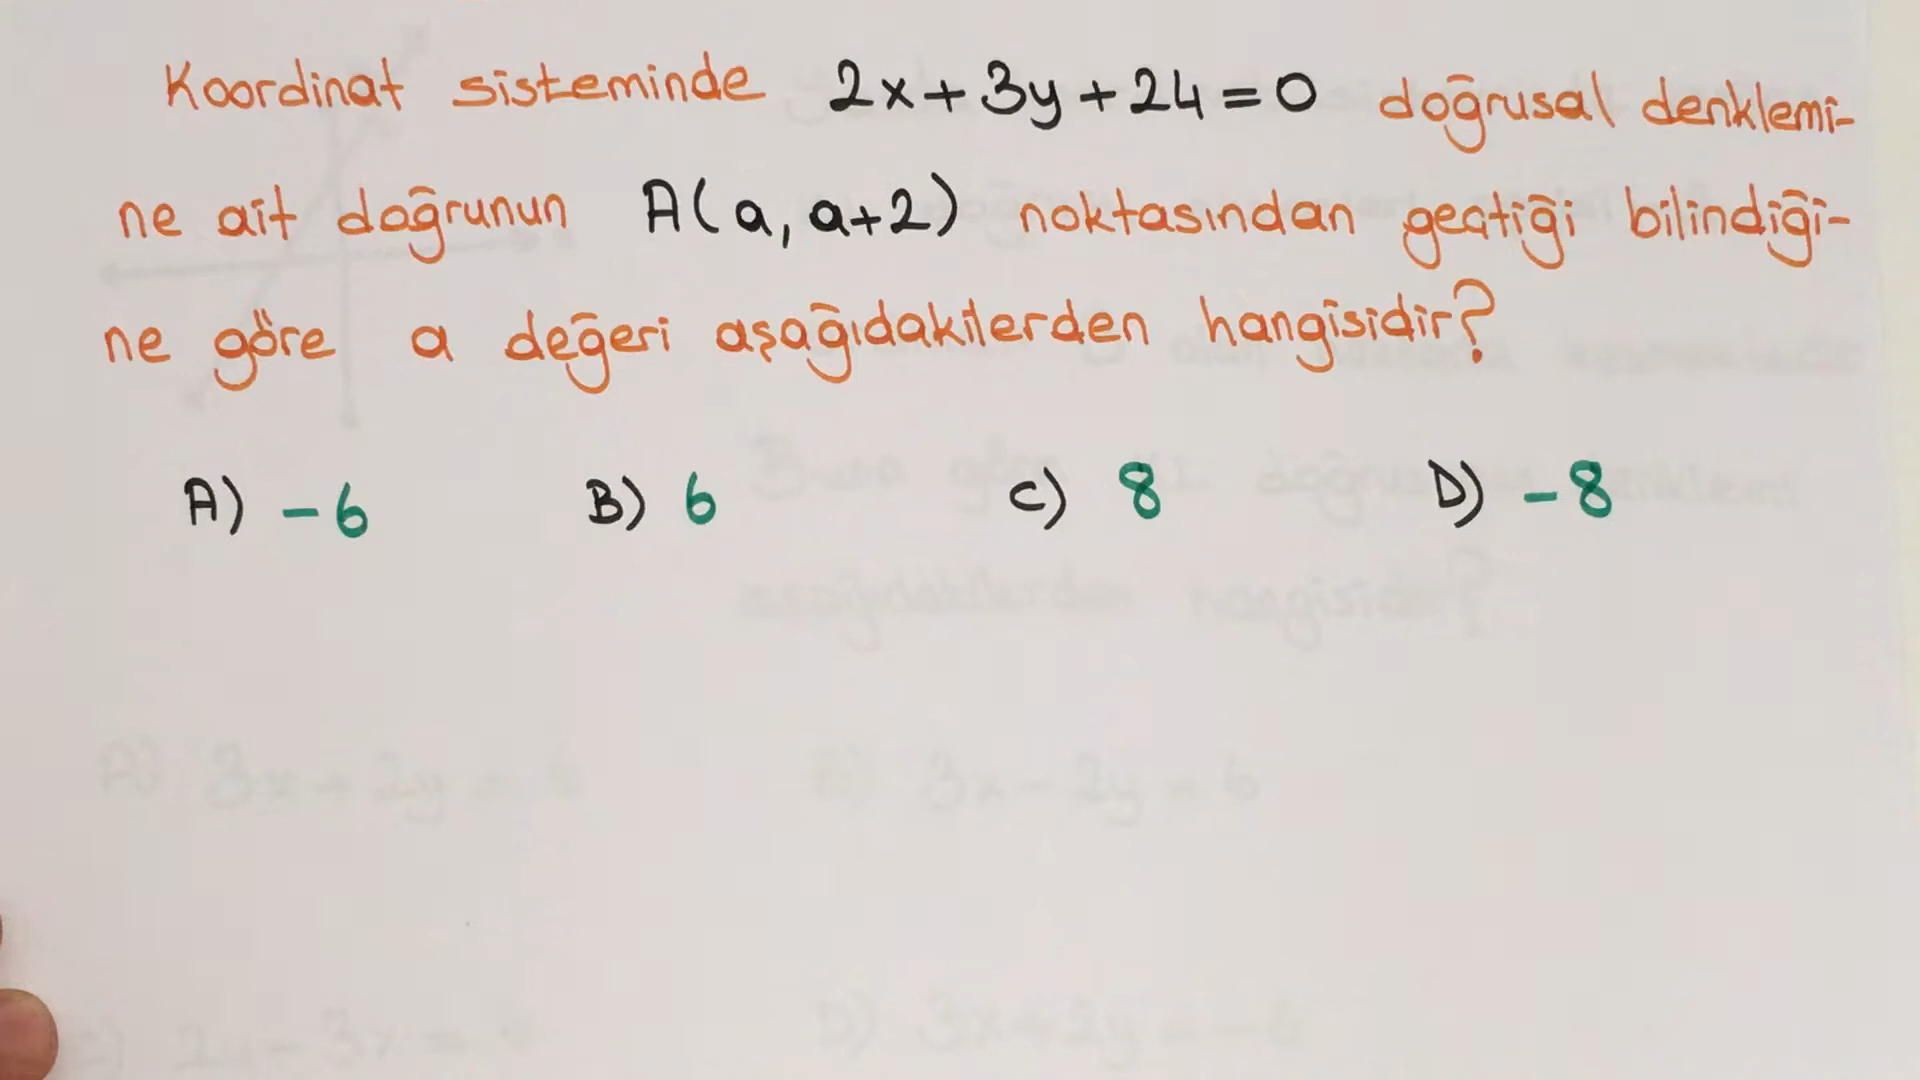 Koordinat sisteminde 2x+3y+24=0 doğrusal denklemi-
ne ait doğrunun A(a, a+2) noktasından geçtiği bilindiği-
ne göre a değeri aşağıdakilerden hangisidir?
A) -6 B) 6 C) 8 D) -8